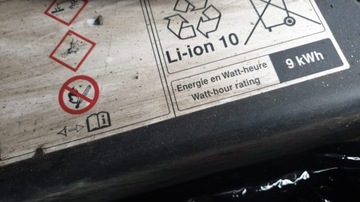 Li-ion 10
Energie en Watt-heure
Watt-hour rating
9 kWh